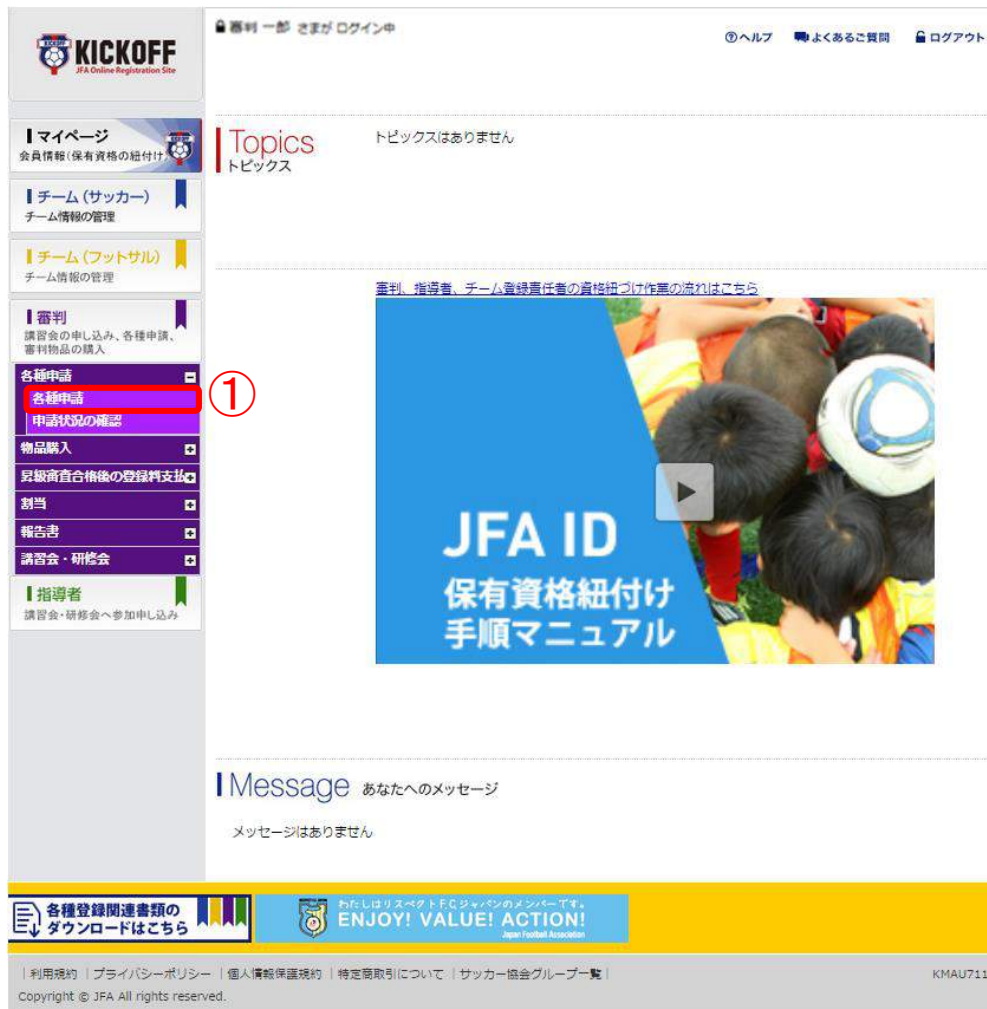 審判 一郎 さまが ログイン中
ヘルプ
よくあるご質問
ログアウト
KICKOFF
JFA Online Registration Site
マイページ
会員情報(保有資格の紐付け)
チーム (サッカー)
チーム情報の管理
チーム (フットサル)
チーム情報の管理
審判
講習会の申し込み、各種申請、
審判物品の購入
各種申請
各種申請
①
申請状況の確認
物品購入
昇級審査合格後の登録料支払
割当
報告書
講習会・研修会
指導者
講習会・研修会へ参加申し込み
Topics
トピックス
トピックスはありません
審判、指導者、チーム登録責任者の資格紐づけ作業の流れはこちら
JFA ID
保有資格紐付け
手順マニュアル
Message あなたへのメッセージ
メッセージはありません
各種登録関連書類の
ダウンロードはこちら
わたしはリスペクトF.C.ジャパンのメンバーです。
ENJOY! VALUE! ACTION!
Japan Football Association
| 利用規約 | プライバシーポリシー | 個人情報保護規約 | 特定商取引について | サッカー協会グループ一覧 |
KMAU711
Copyright © JFA All rights reserved.